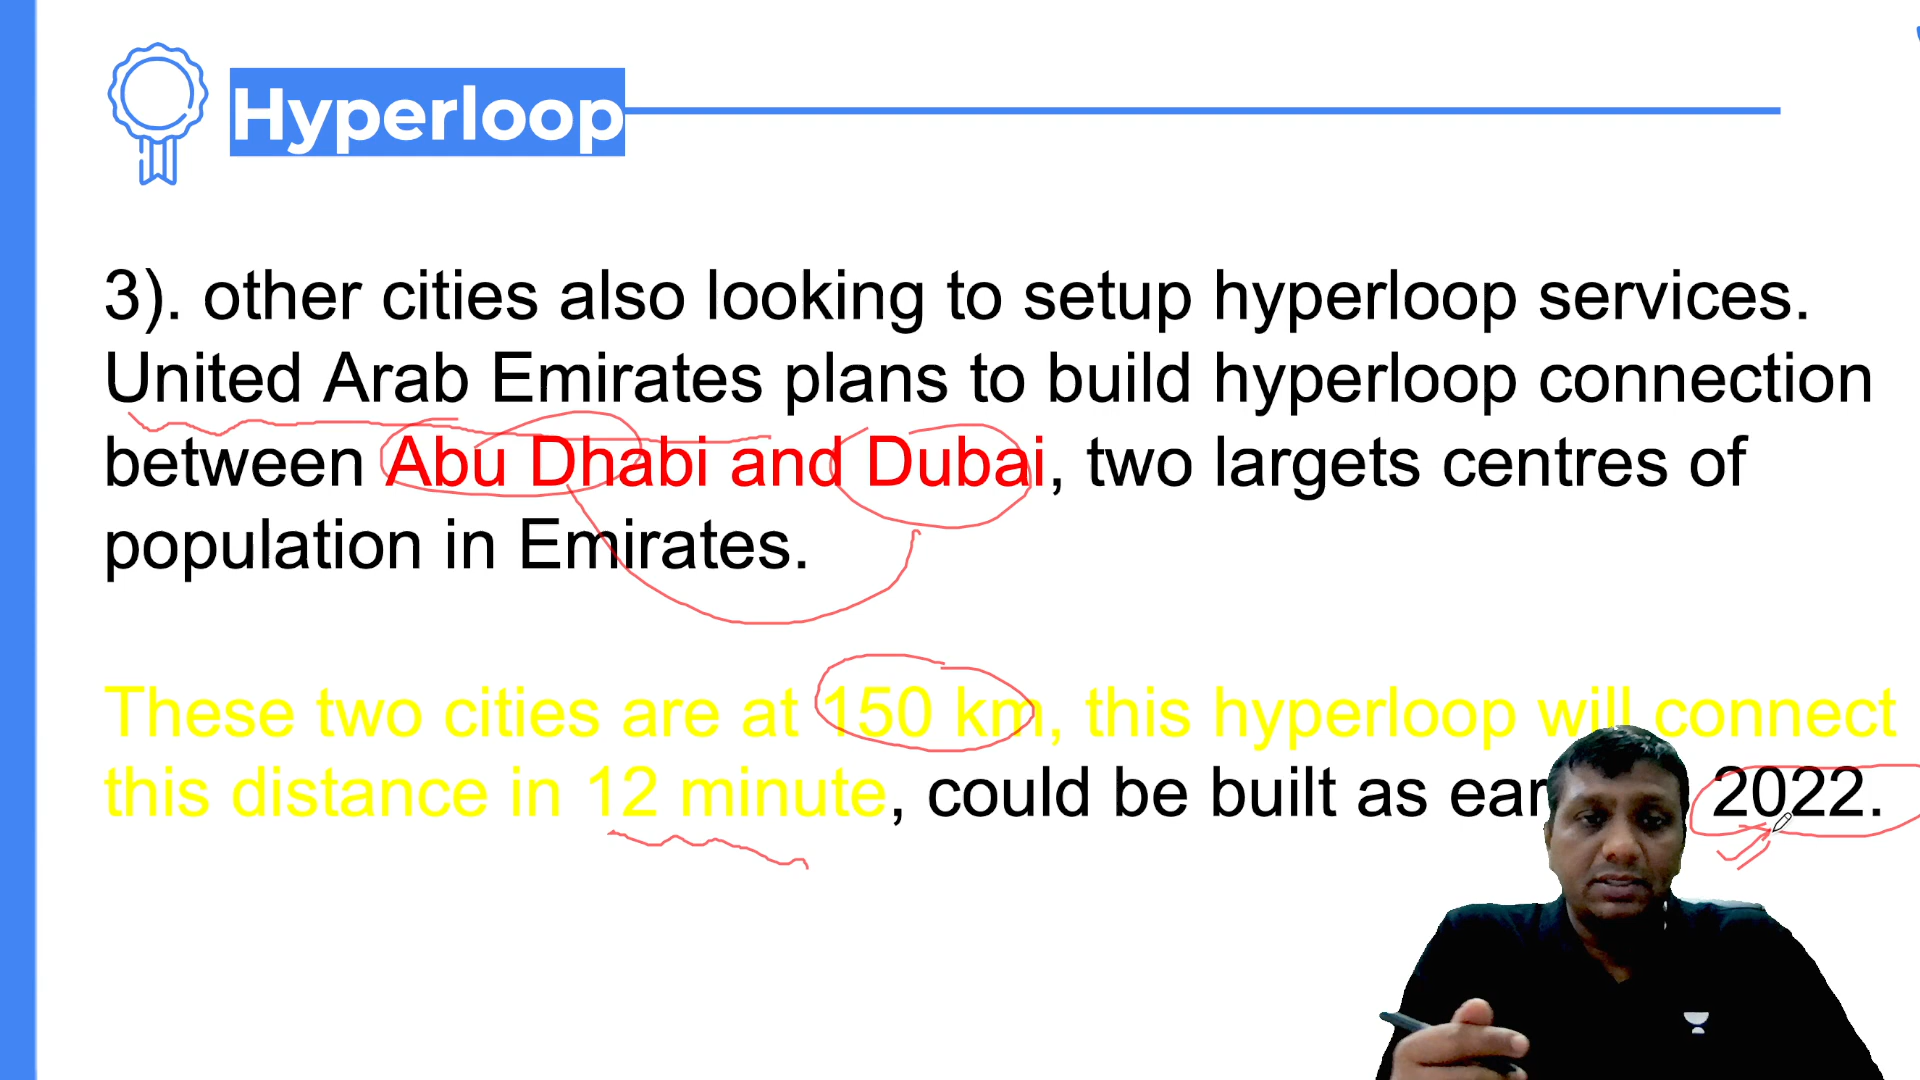 Hyperloop
3). other cities also looking to setup hyperloop services.
United Arab Emirates plans to build hyperloop connection
between Abu Dhabi and Dubai, two largets centres of
population in Emirates.
These two cities are at 150 km, this hyperloop will connect
this distance in 12 minute, could be built as 2022.